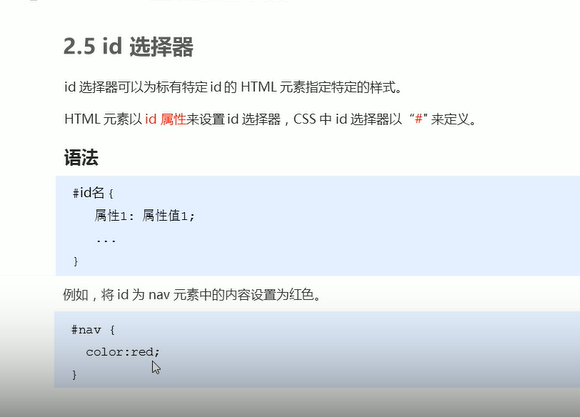 2.5 id 选择器
id 选择器可以为标有特定 id 的 HTML 元素指定特定的样式。
HTML 元素以 id 属性来设置 id 选择器，CSS 中 id 选择器以“#" 来定义。
语法
#id名 {
属性1: 属性值1;
...
}
例如，将 id 为 nav 元素中的内容设置为红色。
#nav {
color:red;
}